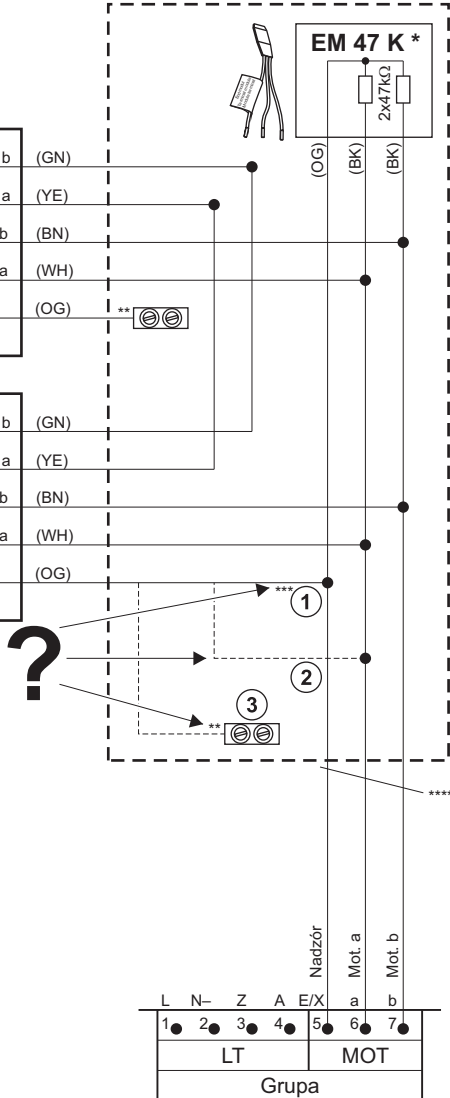 EM 47 K *
2x47kΩ
(OG)
(BK)
(BK)
b (GN)
a (YE)
b (BN)
a (WH)
(OG)
**
b (GN)
a (YE)
b (BN)
a (WH)
(OG)
*** 1
?
2
3
**
****
Nadzór
Mot. a
Mot. b
L N– Z A E/X a b
1 2 3 4 5 6 7
LT MOT
Grupa